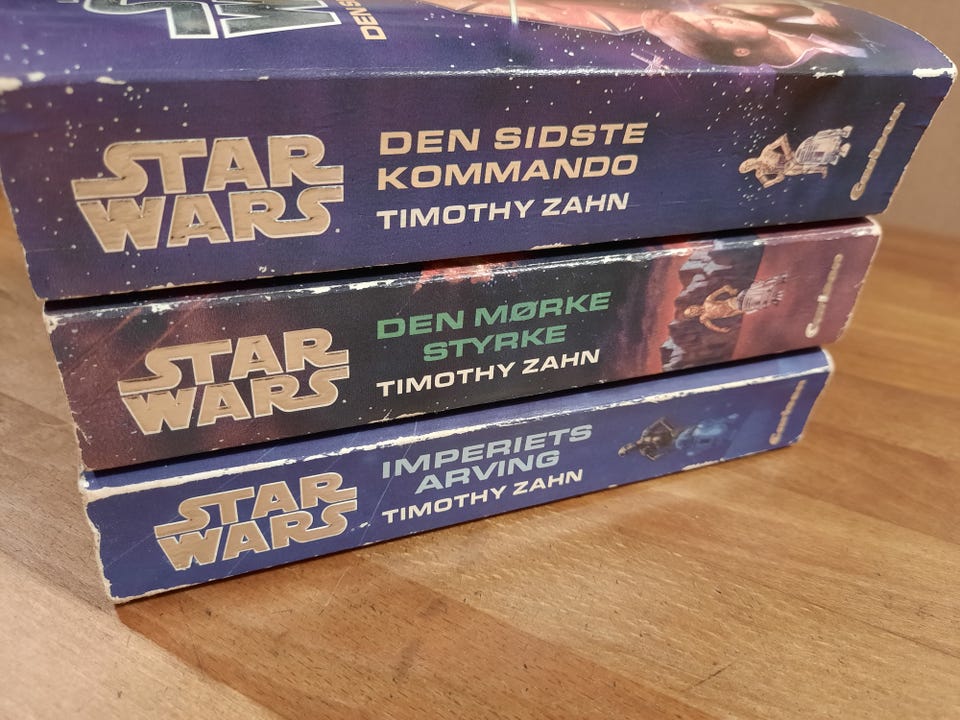 STAR
WARS
DEN SIDSTE
KOMMANDO
TIMOTHY ZAHN
STAR
WARS
DEN MØRKE
STYRKE
TIMOTHY ZAHN
STAR
WARS
IMPERIETS
ARVING
TIMOTHY ZAHN